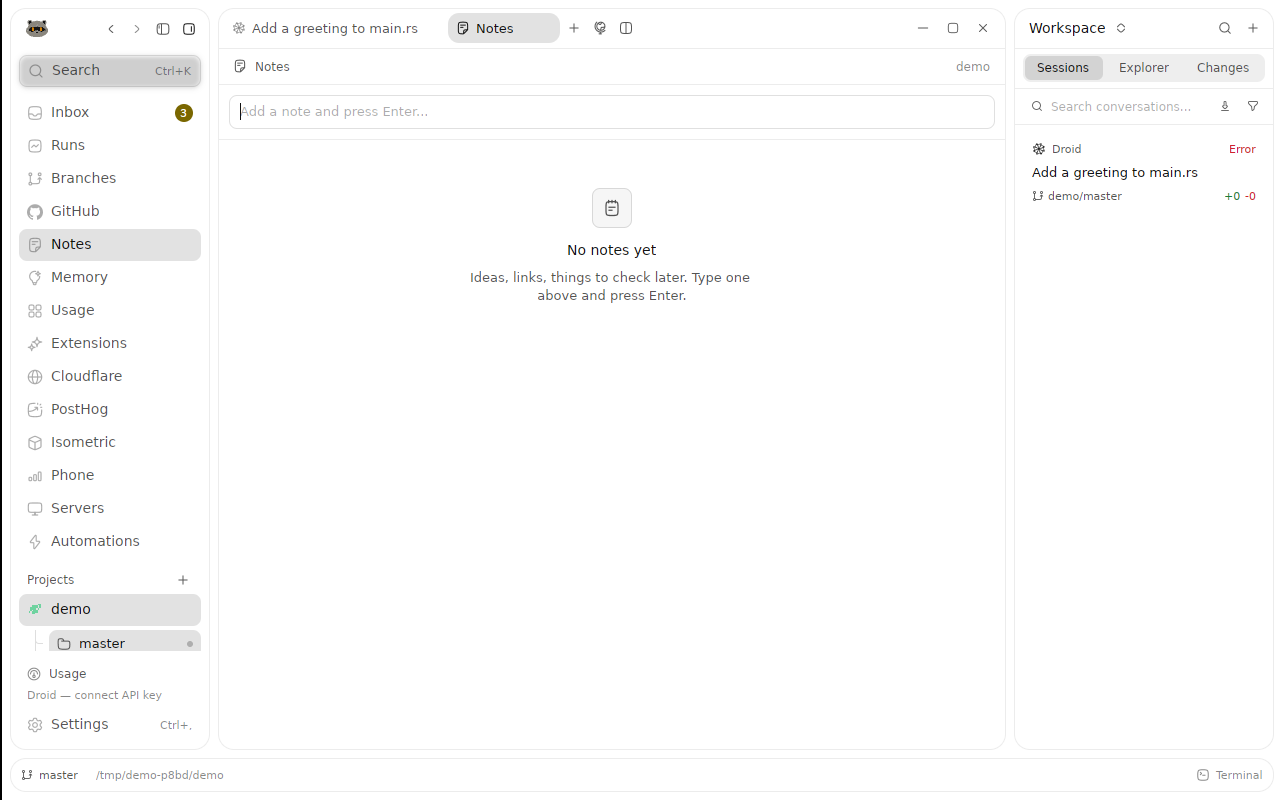 Search Ctrl+K
Inbox 3
Runs
Branches
GitHub
Notes
Memory
Usage
Extensions
Cloudflare
PostHog
Isometric
Phone
Servers
Automations
Projects
demo
master
Usage
Droid — connect API key
Settings Ctrl+,
Add a greeting to main.rs Notes
Notes demo
Add a note and press Enter...
No notes yet
Ideas, links, things to check later. Type one
above and press Enter.
Workspace
Sessions Explorer Changes
Search conversations...
Droid Error
Add a greeting to main.rs
demo/master +0 -0
master /tmp/demo-p8bd/demo Terminal